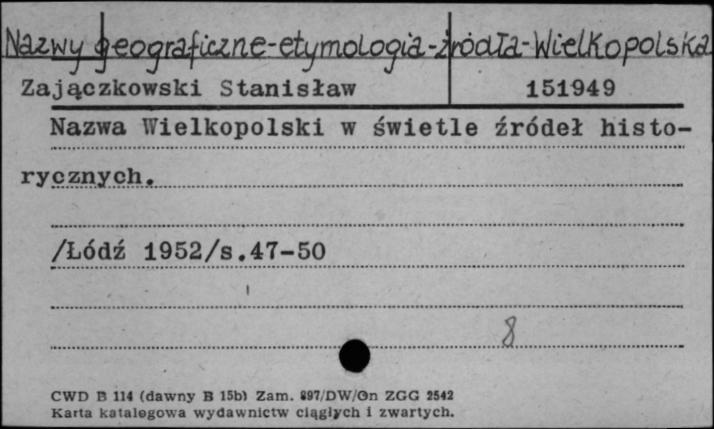 Nazwy geograficzne-etymologia-źródła-Wielkopolska
Zajączkowski Stanisław 151949
Nazwa Wielkopolski w świetle źródeł histo-
rycznych.
/Łódź 1952/s.47-50
8
CWD B 114 (dawny B 15b) Zam. 897/DW/Gn ZGG 2542
Karta katalogowa wydawnictw ciągłych i zwartych.